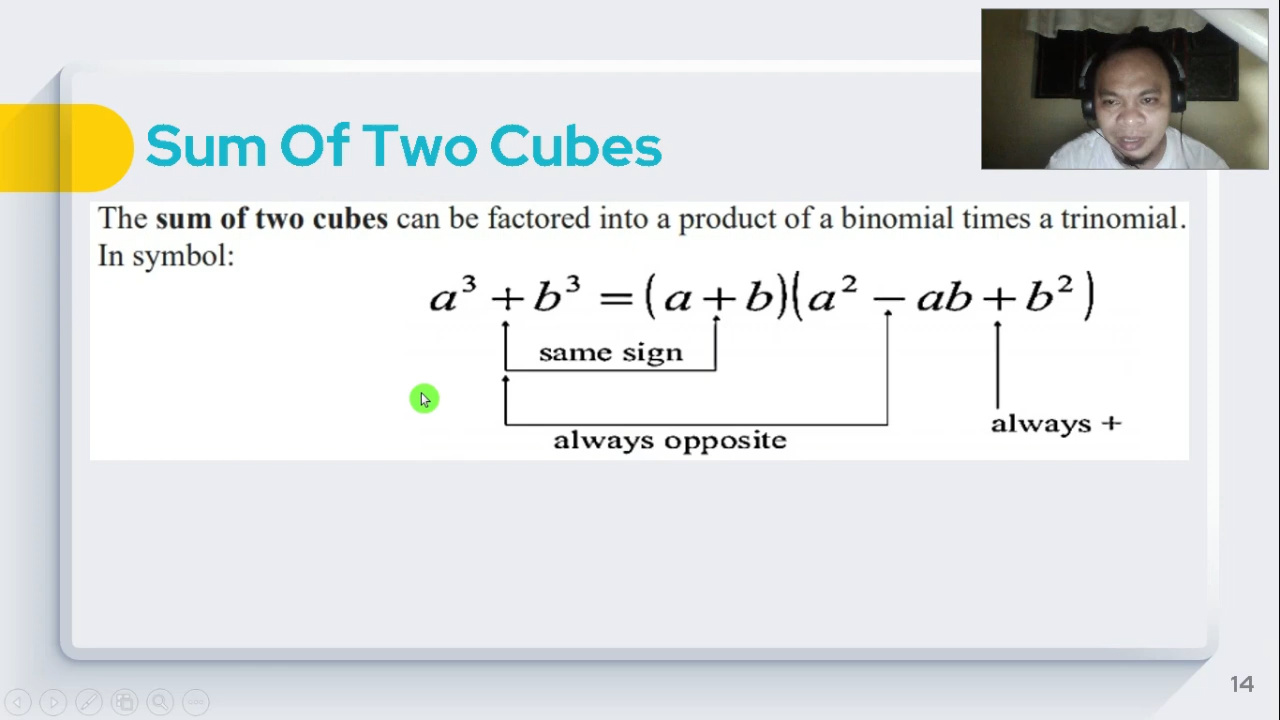 Sum Of Two Cubes
The sum of two cubes can be factored into a product of a binomial times a trinomial.
In symbol:
a³ + b³ = (a + b)(a² − ab + b²)
same sign
always opposite
always +
14